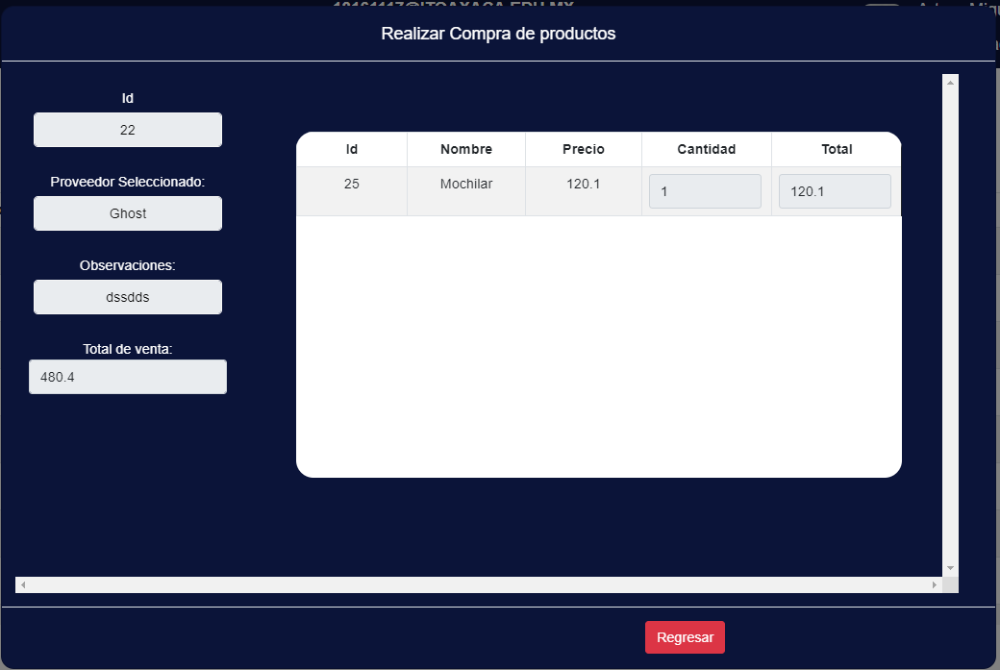 Realizar Compra de productos
Id
22
Proveedor Seleccionado:
Ghost
Observaciones:
dssdds
Total de venta:
480.4
Id Nombre Precio Cantidad Total
25 Mochilar 120.1 1 120.1
Regresar